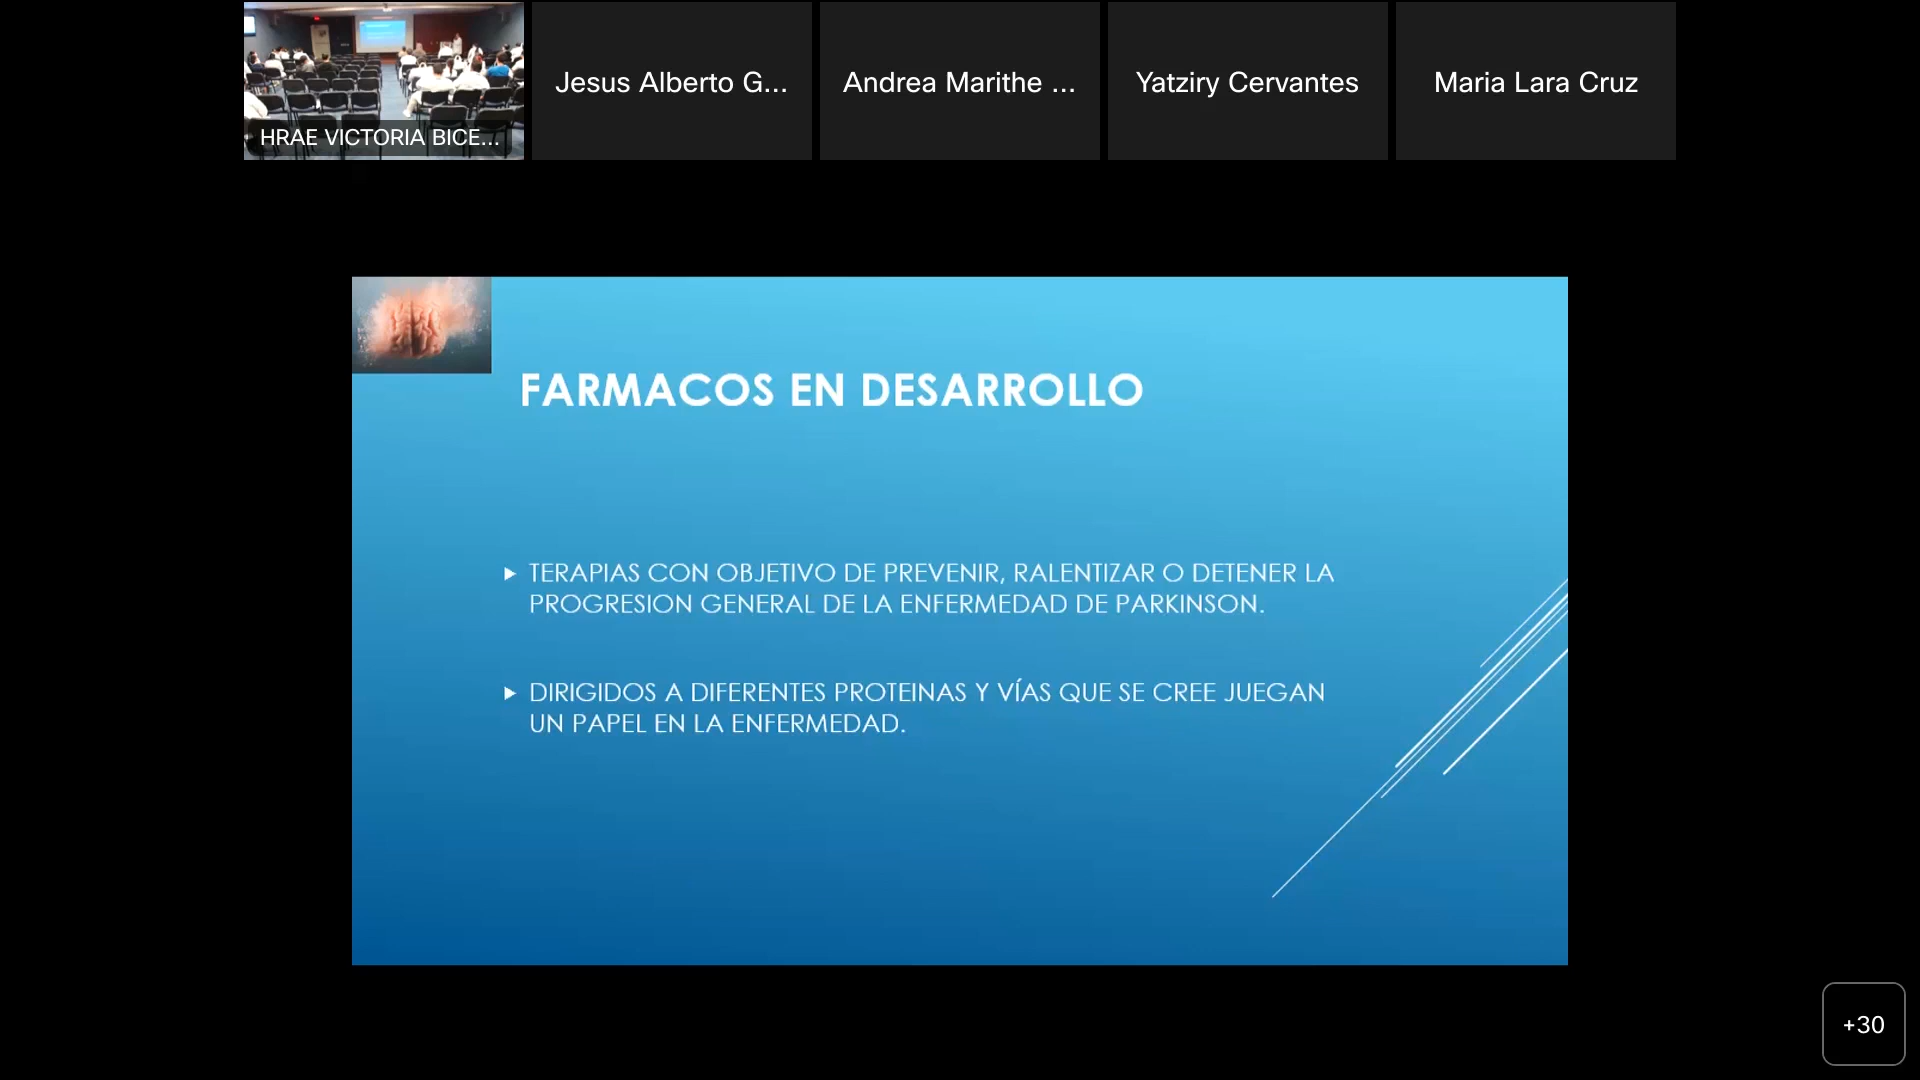 HRAE VICTORIA BICE...
Jesus Alberto G...
Andrea Marithe ...
Yatziry Cervantes
Maria Lara Cruz
FARMACOS EN DESARROLLO
TERAPIAS CON OBJETIVO DE PREVENIR, RALENTIZAR O DETENER LA
PROGRESION GENERAL DE LA ENFERMEDAD DE PARKINSON.
DIRIGIDOS A DIFERENTES PROTEINAS Y VÍAS QUE SE CREE JUEGAN
UN PAPEL EN LA ENFERMEDAD.
+30